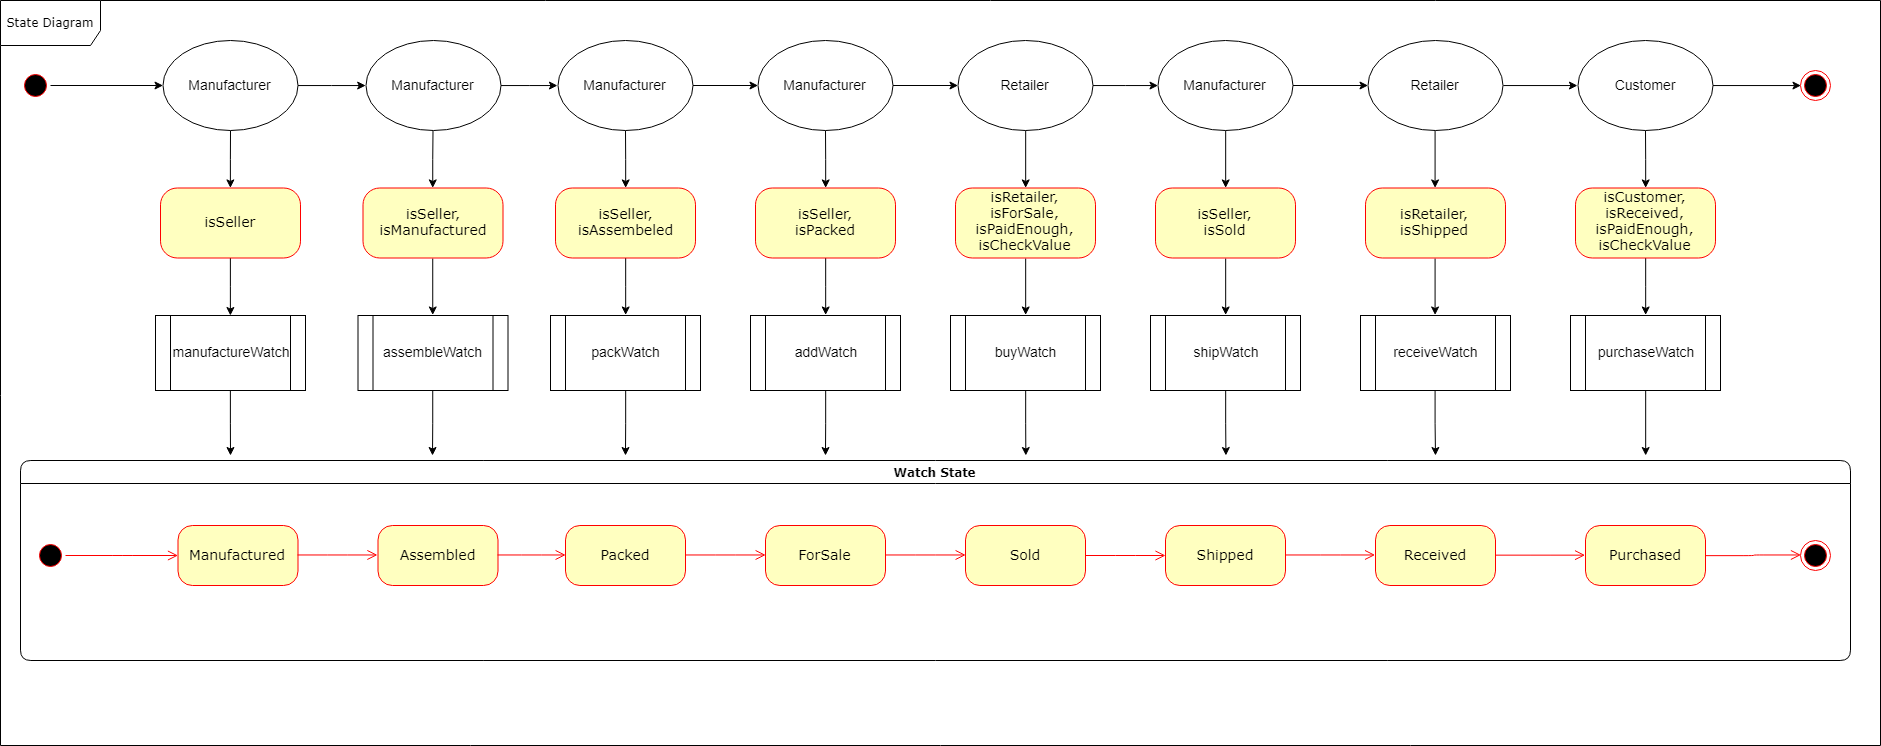 State Diagram
Manufacturer
Manufacturer
Manufacturer
Manufacturer
Retailer
Manufacturer
Retailer
Customer
isSeller
isSeller,
isManufactured
isSeller,
isAssembeled
isSeller,
isPacked
isRetailer,
isForSale,
isPaidEnough,
isCheckValue
isSeller,
isSold
isRetailer,
isShipped
isCustomer,
isReceived,
isPaidEnough,
isCheckValue
manufactureWatch
assembleWatch
packWatch
addWatch
buyWatch
shipWatch
receiveWatch
purchaseWatch
Watch State
Manufactured
Assembled
Packed
ForSale
Sold
Shipped
Received
Purchased